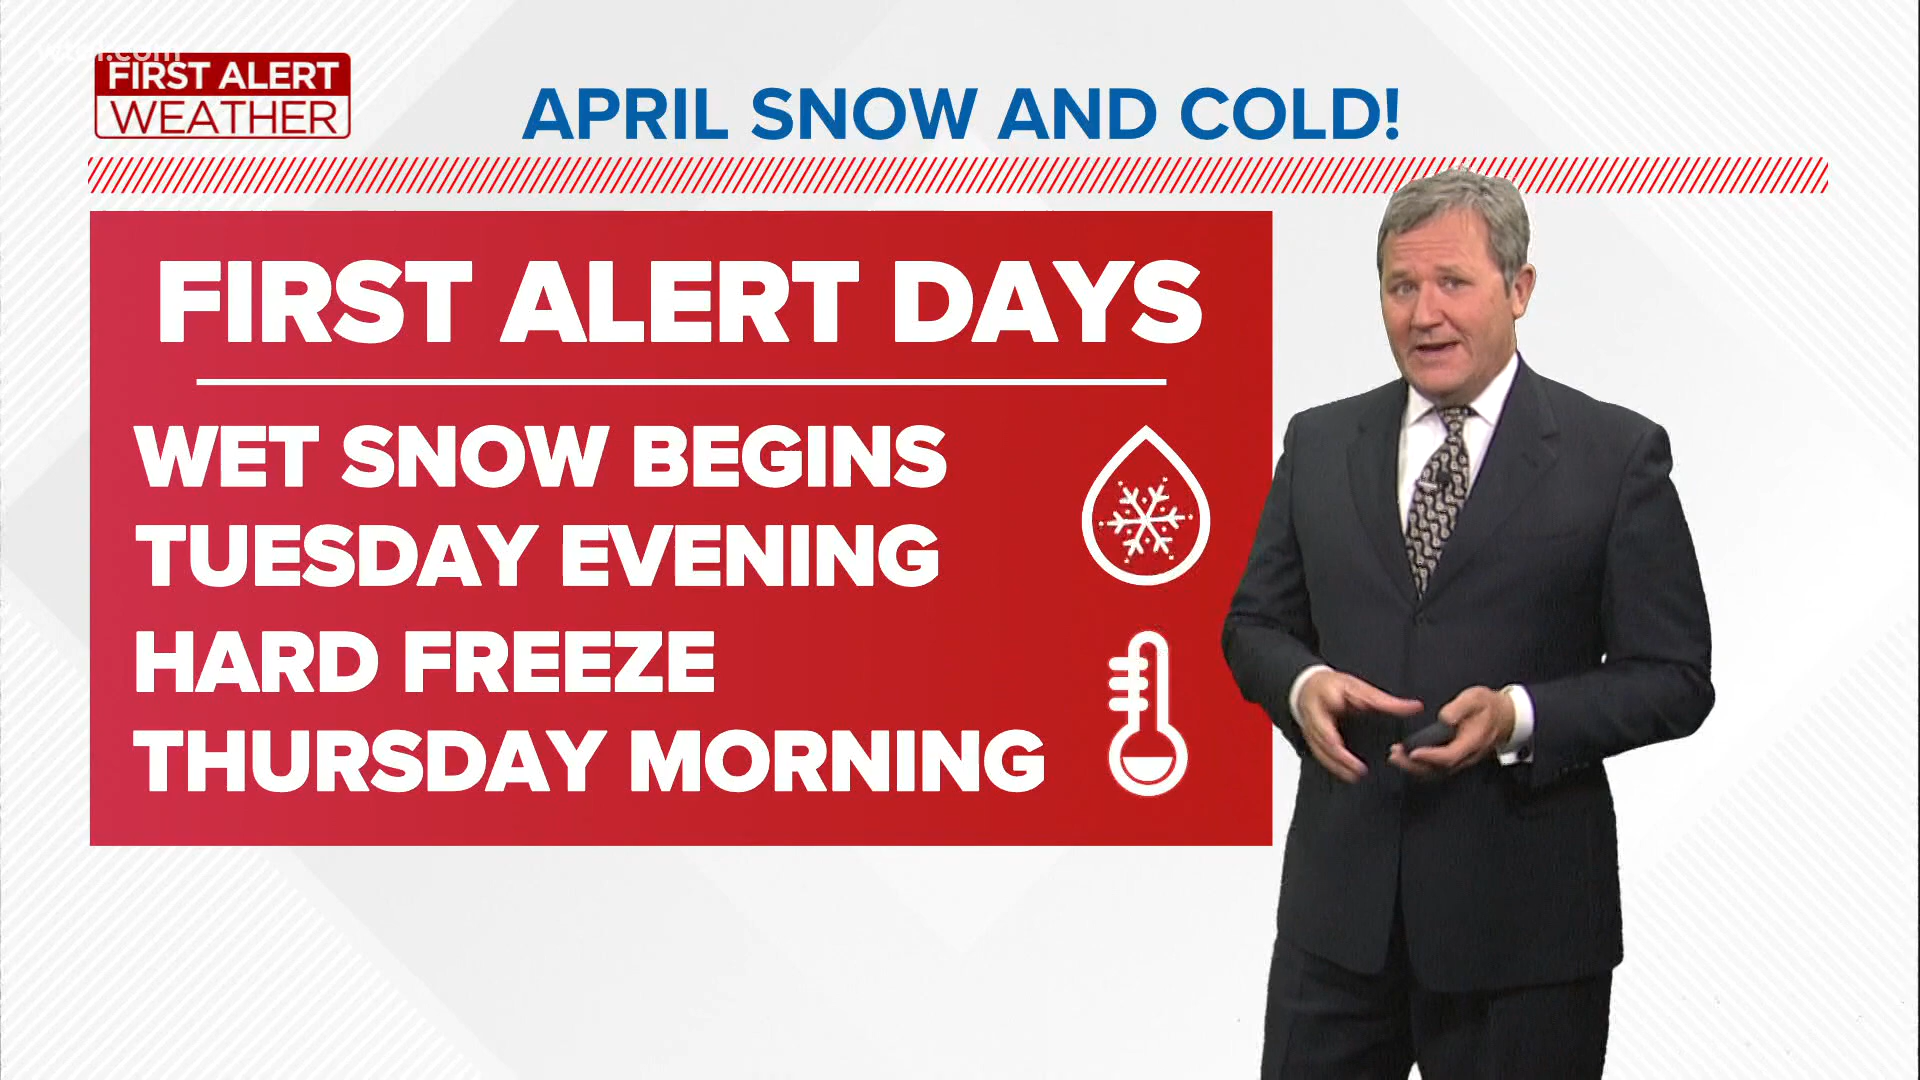 FIRST ALERT
WEATHER
APRIL SNOW AND COLD!
FIRST ALERT DAYS
WET SNOW BEGINS
TUESDAY EVENING
HARD FREEZE
THURSDAY MORNING